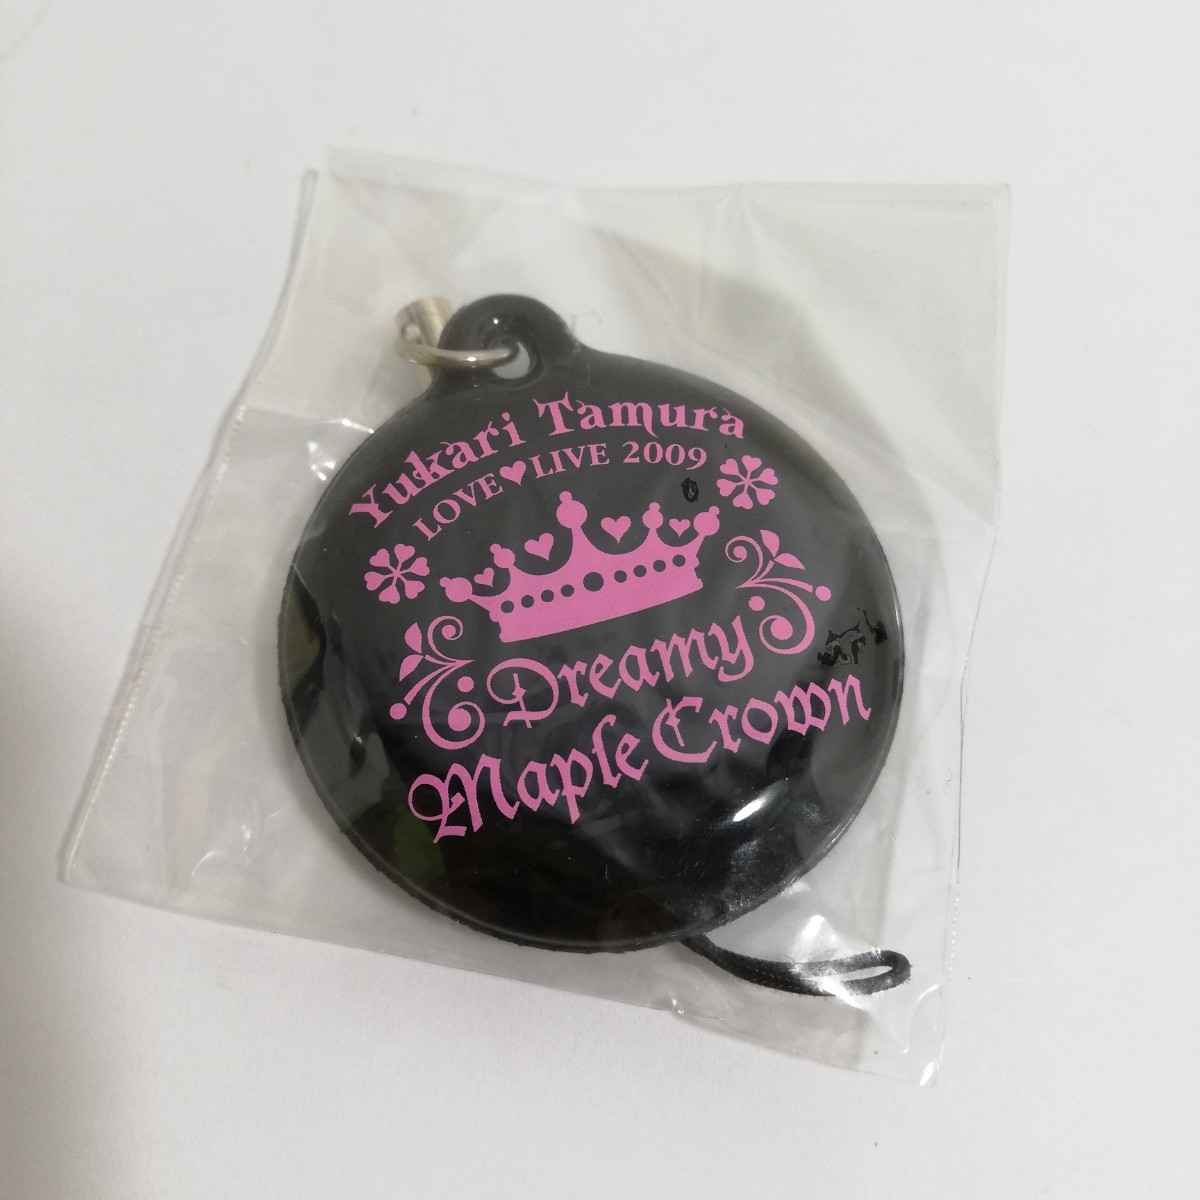 Yukari Tamura
LOVE♥LIVE 2009
Dreamy
Maple Crown